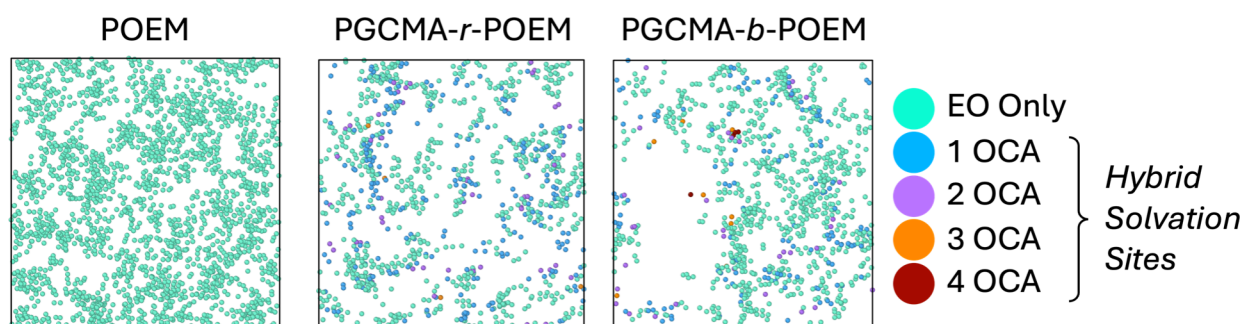 POEM
PGCMA-r-POEM
PGCMA-b-POEM
EO Only
1 OCA
2 OCA
3 OCA
4 OCA
Hybrid
Solvation
Sites